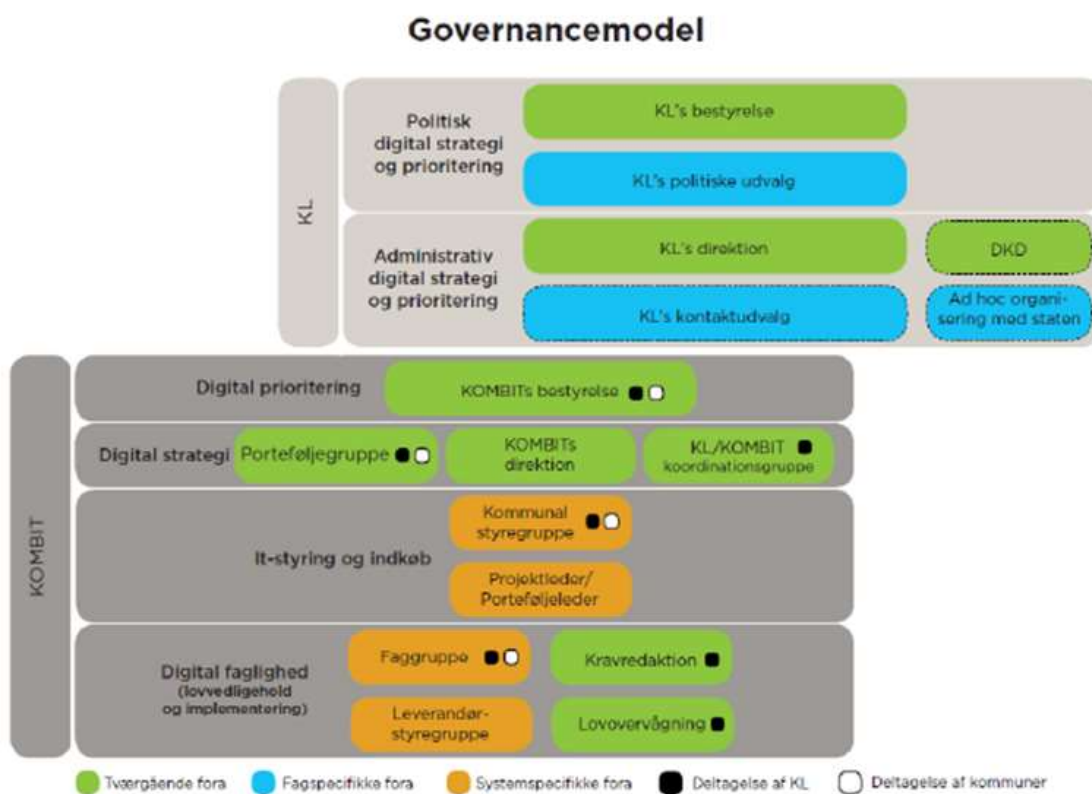 Governancemodel
KL
Politisk
digital strategi
og prioritering
KL's bestyrelse
KL's politiske udvalg
Administrativ
digital strategi
og prioritering
KL's direktion
DKD
KL's kontaktudvalg
Ad hoc organi-
sering med staten
KOMBIT
Digital prioritering
KOMBITs bestyrelse
Digital strategi
Porteføljegruppe
KOMBITs
direktion
KL/KOMBIT
koordinationsgruppe
It-styring og indkøb
Kommunal
styregruppe
Projektleder/
Porteføljeleder
Digital faglighed
(lovvedligehold
og implementering)
Faggruppe
Kravredaktion
Leverandør-
styregruppe
Lovovervågning
Tværgående fora
Fagspecifikke fora
Systemspecifikke fora
Deltagelse af KL
Deltagelse af kommuner